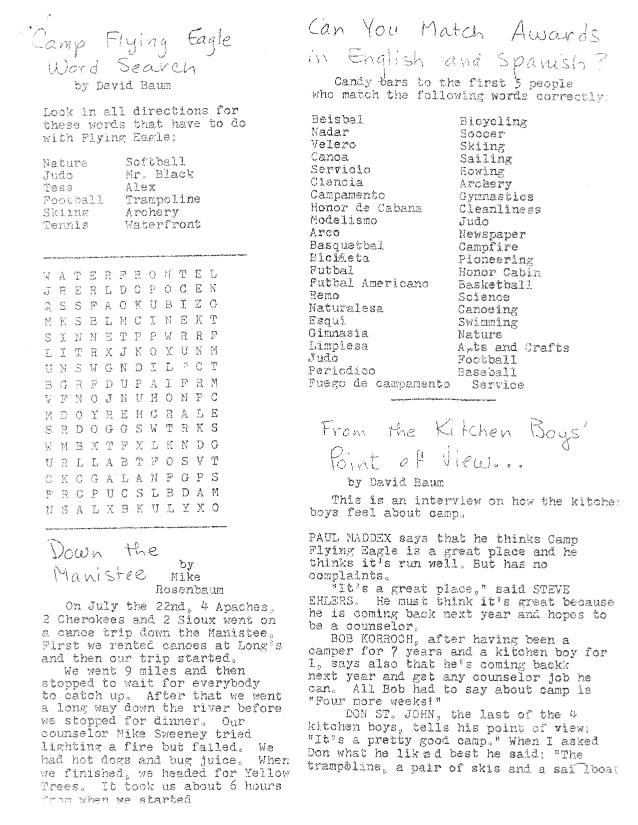 Camp Flying Eagle
Word Search
by David Baum
Look in all directions for
these words that have to do
with Flying Eagle:
Nature Softball
Judo Mr. Black
Tess Alex
Football Trampoline
Skiing Archery
Tennis Waterfront
W A T E R F R O N T E L
J R E R L D C P O C E N
Q S S F A O K U B I Z G
M K S B L M C I N E K T
S I N N E T P P W R R F
L I T R X J K O Y U N M
U N S W G N D I L P C T
B G R F D U P A I F R M
V F N O J N U H O N P C
M D O Y R E H C R A L E
S R D O G G S W T R K S
W M B X T F X L K N D G
U R L L A B T F O S V T
C K C G A L A N P G P S
P R C P U C S L B D A M
N S A L X B K U L Y X O
Down the
Manistee
by
Mike
Rosenbaum
On July the 22nd, 4 Apaches,
2 Cherokees and 2 Sioux went on
a canoe trip down the Manistee.
First we rented canoes at Long's
and then our trip started.
We went 9 miles and then
stopped to wait for everybody
to catch up. After that we went
a long way down the river before
we stopped for dinner. Our
counselor Mike Sweeney tried
lighting a fire but failed. We
had hot dogs and bug juice. When
we finished, we headed for Yellow
Trees. It took us about 6 hours
from when we started
Can You Match Awards
in English and Spanish?
Candy bars to the first 5 people
who match the following words correctly:
Beisbal Bicycling
Nadar Soccer
Velero Skiing
Canoa Sailing
Servicio Rowing
Ciencia Archery
Campamento Gymnastics
Honor de Cabana Cleanliness
Modelismo Judo
Arco Newspaper
Basquetbal Campfire
Bicicleta Pioneering
Futbal Honor Cabin
Futbal Americano Basketball
Remo Science
Naturalesa Canoeing
Esqui Swimming
Gimnasia Nature
Limpiesa Arts and Crafts
Judo Football
Periodico Baseball
Fuego de campamento Service
From the Kitchen Boys'
Point of View...
by David Baum
This is an interview on how the kitchen
boys feel about camp.
PAUL MADDEX says that he thinks Camp
Flying Eagle is a great place and he
thinks it's run well. But has no
complaints.
"It's a great place," said STEVE
EHLERS. He must think it's great because
he is coming back next year and hopes to
be a counselor.
BOB KORROCH, after having been a
camper for 7 years and a kitchen boy for
1, says also that he's coming backk
next year and get any counselor job he
can. All Bob had to say about camp is
"Four more weeks!"
DON ST. JOHN, the last of the 4
kitchen boys, tells his point of view:
"It's a pretty good camp." When I asked
Don what he liked best he said: "The
trampoline, a pair of skis and a sailboat